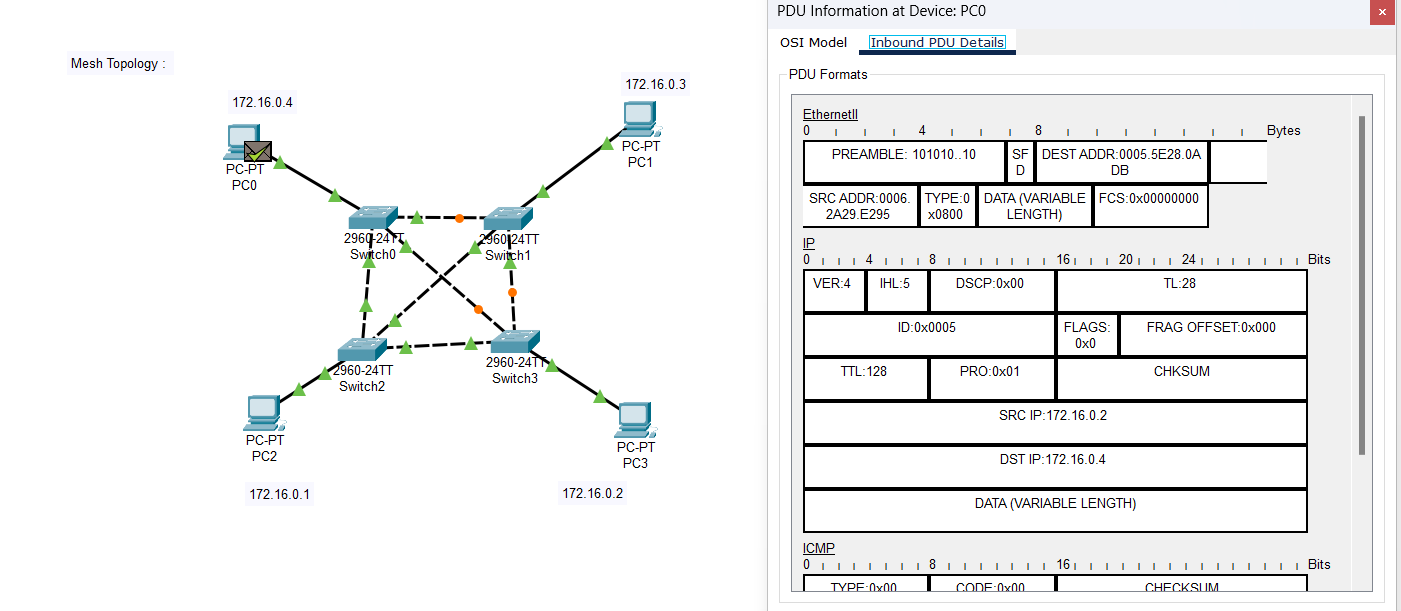 Mesh Topology :
172.16.0.4
PC-PT
PC0
172.16.0.3
PC-PT
PC1
2960-24TT
Switch0
2960-24TT
Switch1
2960-24TT
Switch2
2960-24TT
Switch3
PC-PT
PC2
172.16.0.1
PC-PT
PC3
172.16.0.2
PDU Information at Device: PC0
×
OSI Model Inbound PDU Details
PDU Formats
EthernetII
0 4 8 Bytes
PREAMBLE: 101010..10
SF
D
DEST ADDR:0005.5E28.0A
DB
SRC ADDR:0006.
2A29.E295
TYPE:0
x0800
DATA (VARIABLE
LENGTH)
FCS:0x00000000
IP
0 4 8 16 20 24 Bits
VER:4 IHL:5 DSCP:0x00 TL:28
ID:0x0005
FLAGS:
0x0
FRAG OFFSET:0x000
TTL:128 PRO:0x01 CHKSUM
SRC IP:172.16.0.2
DST IP:172.16.0.4
DATA (VARIABLE LENGTH)
ICMP
0 8 16 Bits
TYPE:0x00 CODE:0x00 CHECKSUM